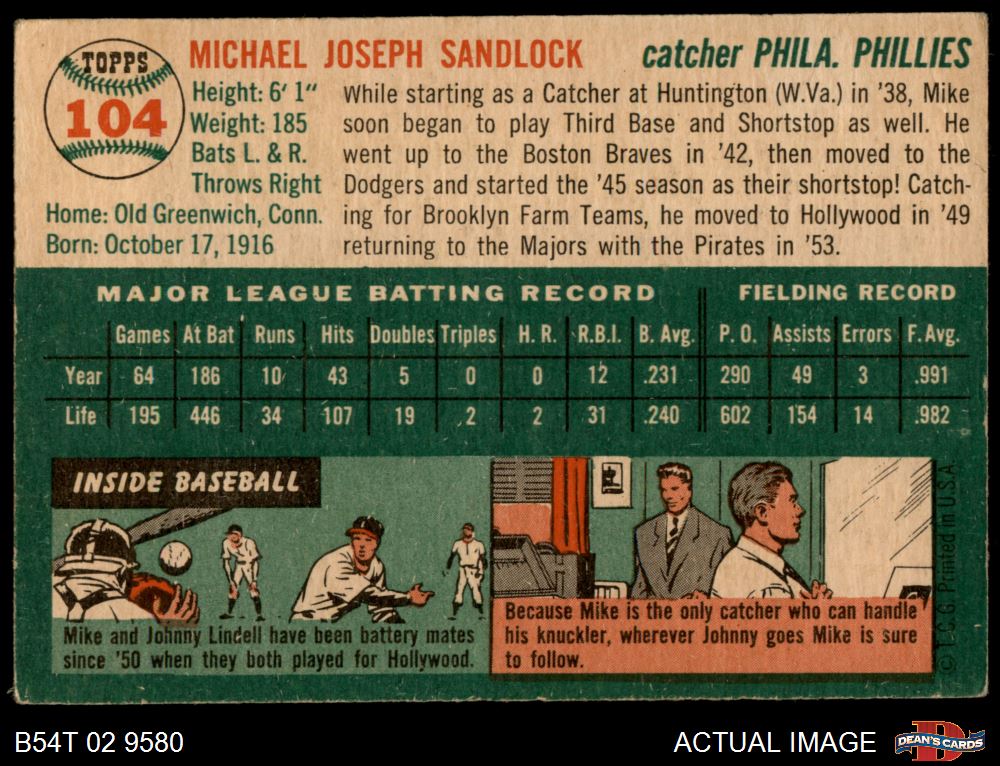 TOPPS
104
MICHAEL JOSEPH SANDLOCK
catcher PHILA. PHILLIES
Height: 6' 1"
Weight: 185
Bats L. & R.
Throws Right
Home: Old Greenwich, Conn.
Born: October 17, 1916
While starting as a Catcher at Huntington (W.Va.) in '38, Mike
soon began to play Third Base and Shortstop as well. He
went up to the Boston Braves in '42, then moved to the
Dodgers and started the '45 season as their shortstop! Catch-
ing for Brooklyn Farm Teams, he moved to Hollywood in '49
returning to the Majors with the Pirates in '53.
MAJOR LEAGUE BATTING RECORD FIELDING RECORD
Games At Bat Runs Hits Doubles Triples H. R. R.B.I. B. Avg. P. O. Assists Errors F. Avg.
Year 64 186 10 43 5 0 0 12 .231 290 49 3 .991
Life 195 446 34 107 19 2 2 31 .240 602 154 14 .982
INSIDE BASEBALL
Mike and Johnny Lindell have been battery mates
since '50 when they both played for Hollywood.
Because Mike is the only catcher who can handle
his knuckler, wherever Johnny goes Mike is sure
to follow.
© T.C.G. Printed in U.S.A.
B54T 02 9580
ACTUAL IMAGE
D
DEAN'S CARDS